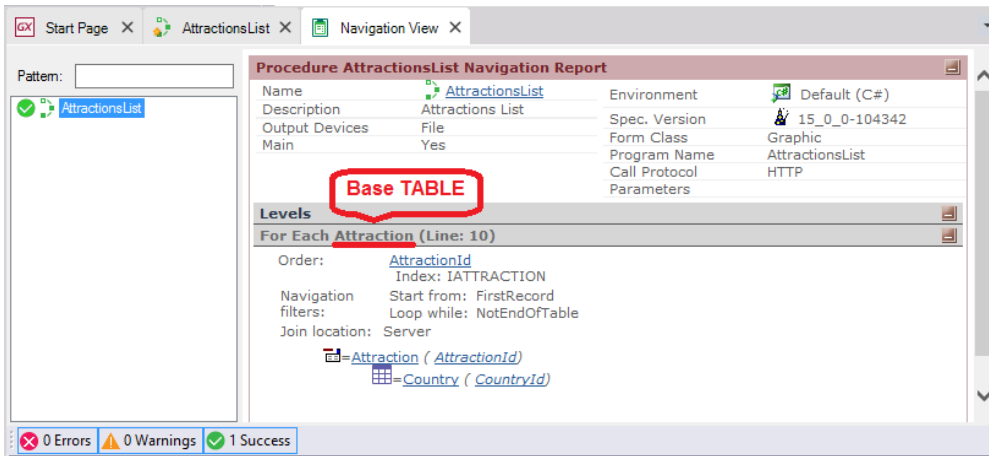 GX Start Page X AttractionsList X Navigation View X
Pattern:
AttractionsList
Procedure AttractionsList Navigation Report
Name AttractionsList
Description Attractions List
Output Devices File
Main Yes
Environment Default (C#)
Spec. Version 15_0_0-104342
Form Class Graphic
Program Name AttractionsList
Call Protocol HTTP
Parameters
Base TABLE
Levels
For Each Attraction (Line: 10)
Order: AttractionId
Index: IATTRACTION
Navigation filters: Start from: FirstRecord
Loop while: NotEndOfTable
Join location: Server
=Attraction ( AttractionId)
=Country ( CountryId)
0 Errors 0 Warnings 1 Success